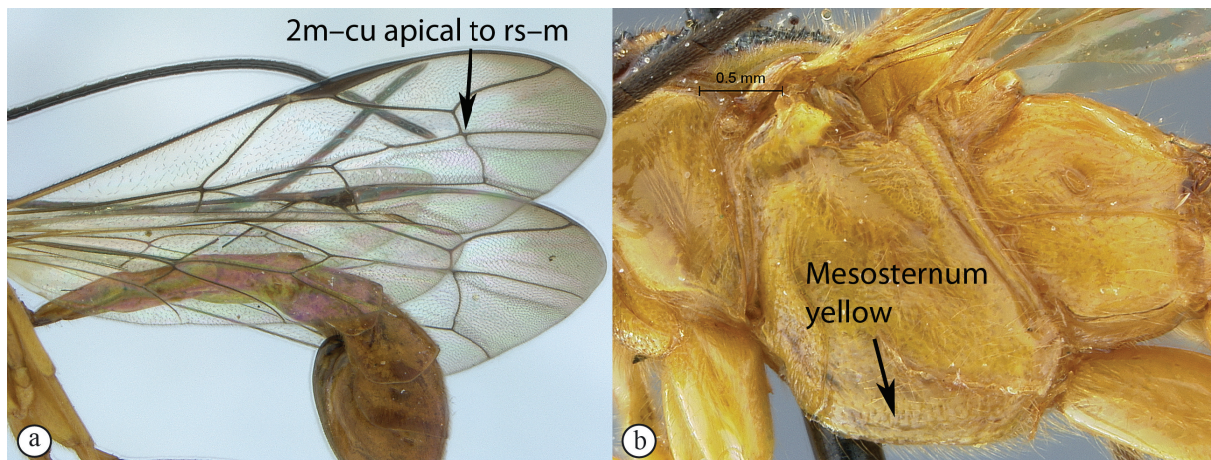 2m–cu apical to rs–m
a
0.5 mm
Mesosternum
yellow
b